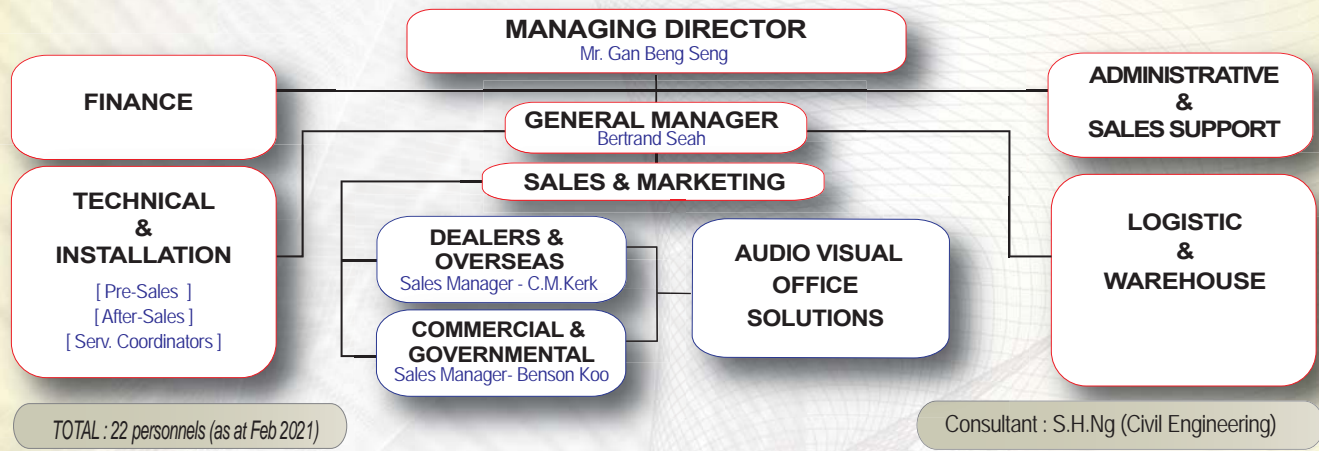 MANAGING DIRECTOR
Mr. Gan Beng Seng
FINANCE
ADMINISTRATIVE
&
SALES SUPPORT
GENERAL MANAGER
Bertrand Seah
SALES & MARKETING
TECHNICAL
&
INSTALLATION
[ Pre-Sales ]
[ After-Sales ]
[ Serv. Coordinators ]
DEALERS &
OVERSEAS
Sales Manager - C.M.Kerk
COMMERCIAL &
GOVERNMENTAL
Sales Manager- Benson Koo
AUDIO VISUAL
OFFICE
SOLUTIONS
LOGISTIC
&
WAREHOUSE
TOTAL : 22 personnels (as at Feb 2021)
Consultant : S.H.Ng (Civil Engineering)